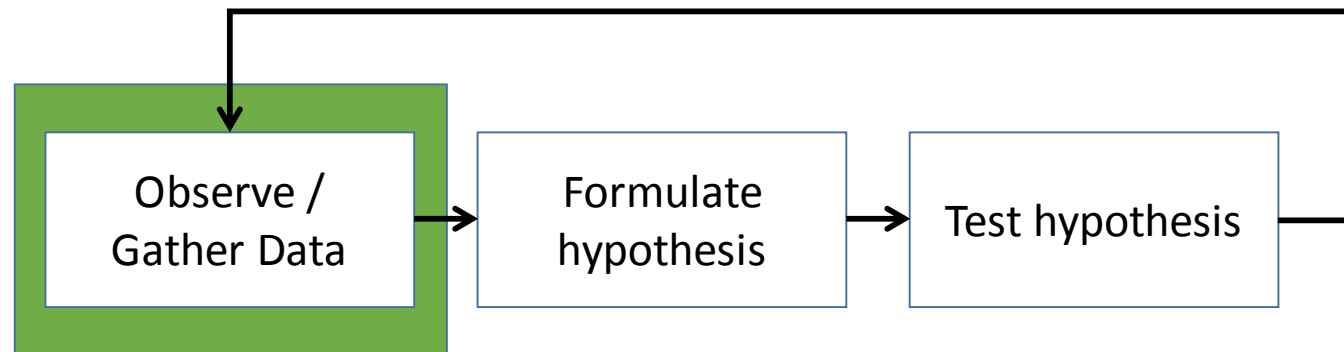 Observe /
Gather Data
Formulate
hypothesis
Test hypothesis